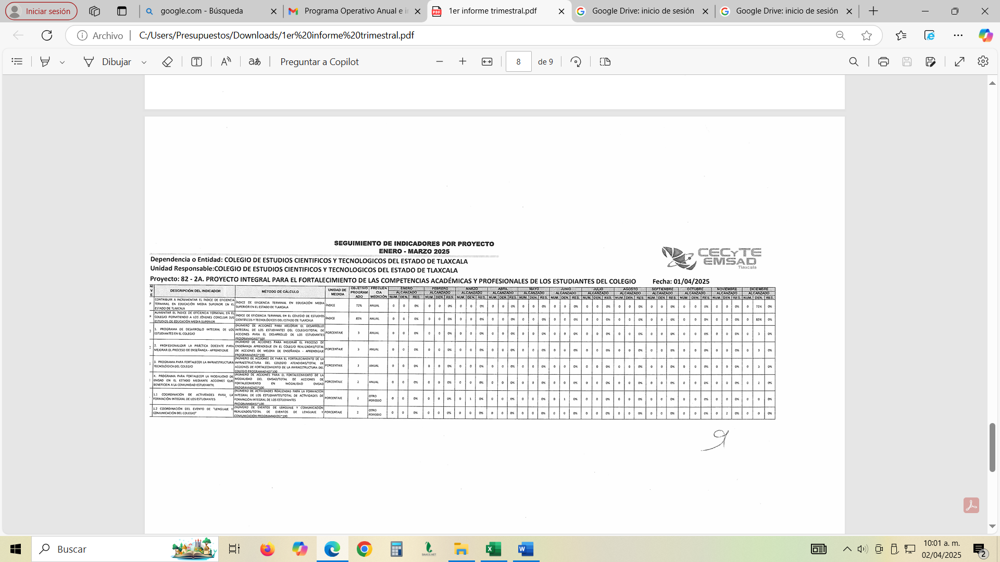 Iniciar sesión
google.com - Búsqueda
Programa Operativo Anual e i
1er informe trimestral.pdf
Google Drive: inicio de sesión
Google Drive: inicio de sesión
Archivo
C:/Users/Presupuestos/Downloads/1er%20informe%20trimestral.pdf
Dibujar
Preguntar a Copilot
8
de 9
SEGUIMIENTO DE INDICADORES POR PROYECTO
ENERO - MARZO 2025
CECyTE
EMSAD
Tlaxcala
Dependencia o Entidad: COLEGIO DE ESTUDIOS CIENTIFICOS Y TECNOLOGICOS DEL ESTADO DE TLAXCALA
Unidad Responsable:COLEGIO DE ESTUDIOS CIENTIFICOS Y TECNOLOGICOS DEL ESTADO DE TLAXCALA
Proyecto: 82 - 2A. PROYECTO INTEGRAL PARA EL FORTALECIMIENTO DE LAS COMPETENCIAS ACADÉMICAS Y PROFESIONALES DE LOS ESTUDIANTES DEL COLEGIO
Fecha: 01/04/2025
NIVE DESCRIPCIÓN DEL INDICADOR MÉTODO DE CÁLCULO UNIDAD DE MEDIDA OBJETIVO PROGRAMADO FRECUENCIA MEDICIÓN
ENERO FEBRERO MARZO ABRIL MAYO JUNIO JULIO AGOSTO SEPTIEMBRE OCTUBRE NOVIEMBRE DICIEMBRE
ALCANZADO ALCANZADO ALCANZADO ALCANZADO ALCANZADO ALCANZADO ALCANZADO ALCANZADO ALCANZADO ALCANZADO ALCANZADO ALCANZADO
NUM. DEN. RES. NUM. DEN. RES. NUM. DEN. RES. NUM. DEN. RES. NUM. DEN. RES. NUM. DEN. RES. NUM. DEN. RES. NUM. DEN. RES. NUM. DEN. RES. NUM. DEN. RES. NUM. DEN RES. NUM. DEN. RES.
F CONTRIBUIR A INCREMENTAR EL ÍNDICE DE EFICIENCIA TERMINAL EN EDUCACIÓN MEDIA SUPERIOR EN EL ESTADO DE TLAXCALA ÍNDICE DE EFICIENCIA TERMINAL EN EDUCACIÓN MEDIA SUPERIOR EN EL ESTADO DE TLAXCALA ÍNDICE 72% ANUAL 0 0 0% 0 0 0% 0 0 0% 0 0 0% 0 0 0% 0 0 0% 0 0 0% 0 0 0% 0 0 0% 0 0 0% 0 0 0% 0 72% 0%
P AUMENTAR EL ÍNDICE DE EFICIENCIA TERMINAL EN EL COLEGIO PERMITIENDO A LOS JÓVENES CONCLUIR SUS ESTUDIOS DE EDUCACIÓN MEDIA SUPERIOR ÍNDICE DE EFICIENCIA TERMINAL EN EL COLEGIO DE ESTUDIOS CIENTÍFICOS Y TECNOLÓGICOS DEL ESTADO DE TLAXCALA ÍNDICE 85% ANUAL 0 0 0% 0 0 0% 0 0 0% 0 0 0% 0 0 0% 0 0 0% 0 0 0% 0 0 0% 0 0 0% 0 0 0% 0 0 0% 0 85% 0%
1. PROGRAMA DE DESARROLLO INTEGRAL DE LOS ESTUDIANTES EN EL COLEGIO (NÚMERO DE ACCIONES PARA MEJORAR EL DESARROLLO INTEGRAL DE LOS ESTUDIANTES DEL COLEGIO/TOTAL DE ACCIONES PARA EL DESARROLLO DE LOS ESTUDIANTES PROGRAMADAS)*100 PORCENTAJE 3 ANUAL 0 0 0% 0 0 0% 0 0 0% 0 0 0% 0 0 0% 0 0 0% 0 0 0% 0 0 0% 0 0 0% 0 0 0% 0 0 0% 0 3 0%
2. PROFESIONALIZAR LA PRÁCTICA DOCENTE PARA MEJORAR EL PROCESO DE ENSEÑANZA - APRENDIZAJE (NÚMERO DE ACCIONES PARA MEJORAR EL PROCESO DE ENSEÑANZA APRENDIZAJE EN EL COLEGIO REALIZADAS/TOTAL DE ACCIONES DE MEJORA DE ENSEÑANZA - APRENDIZAJE PROGRAMADAS)*100 PORCENTAJE 3 ANUAL 0 0 0% 0 0 0% 0 0 0% 0 0 0% 0 0 0% 0 0 0% 0 0 0% 0 0 0% 0 0 0% 0 0 0% 0 0 0% 0 3 0%
3. PROGRAMA PARA FORTALECER LA INFRAESTRUCTURA TECNOLÓGICA DEL COLEGIO (NÚMERO DE ACCIONES DE PARA EL FORTALECIMIENTO DE LA INFRAESTRUCTURA DEL COLEGIO ATENDIDAS/TOTAL DE ACCIONES DE FORTALECIMIENTO DE LA INFRAESTRUCTURA DEL COLEGIO PROGRAMADAS)*100 PORCENTAJE 3 ANUAL 0 0 0% 0 0 0% 0 0 0% 0 0 0% 0 0 0% 0 0 0% 0 0 0% 0 0 0% 0 0 0% 0 0 0% 0 0 0% 0 3 0%
4. PROGRAMA PARA FORTALECER LA MODALIDAD DE EMSAD EN EL ESTADO MEDIANTE ACCIONES QUE BENEFICIEN A LA COMUNIDAD ESTUDIANTIL (NÚMERO DE ACCIONES PARA EL FORTALECIMIENTO DE LA MODALIDAD DEL EMSAD/TOTAL DE ACCIONES DE FORTALECIMIENTO EN MODALIDAD EMSAD PROGRAMADAS)*100 PORCENTAJE 2 ANUAL 0 0 0% 0 0 0% 0 0 0% 0 0 0% 0 0 0% 0 0 0% 0 0 0% 0 0 0% 0 0 0% 0 0 0% 0 0 0% 0 2 0%
1.1 COORDINACIÓN DE ACTIVIDADES PARA LA FORMACIÓN INTEGRAL DE LOS ESTUDIANTES (NÚMERO DE ACTIVIDADES REALIZADAS PARA LA FORMACIÓN INTEGRAL DE LOS ESTUDIANTES/TOTAL DE ACTIVIDADES DE FORMACIÓN INTEGRAL DE LOS ESTUDIANTES PROGRAMADAS)*100 PORCENTAJE 2 OTRO PERIODO 0 0 0% 0 0 0% 0 1 0% 0 0 0% 0 0 0% 0 1 0% 0 0 0% 0 0 0% 0 0 0% 0 0 0% 0 0 0% 0 0 0%
1.2 COORDINACIÓN DEL EVENTO DE "LENGUAJE Y COMUNICACIÓN DEL COLEGIO" (NÚMERO DE EVENTOS DE LENGUAJE Y COMUNICACIÓN REALIZADOS/TOTAL DE EVENTOS DE LENGUAJE Y COMUNICACIÓN PROGRAMADOS)*100 PORCENTAJE 2 OTRO PERIODO 0 0 0% 0 0 0% 0 0 0% 0 0 0% 0 0 0% 0 0 0% 0 0 0% 0 0 0% 0 0 0% 0 0 0% 0 2 0% 0 0 0%
Buscar
10:01 a. m.
02/04/2025
2